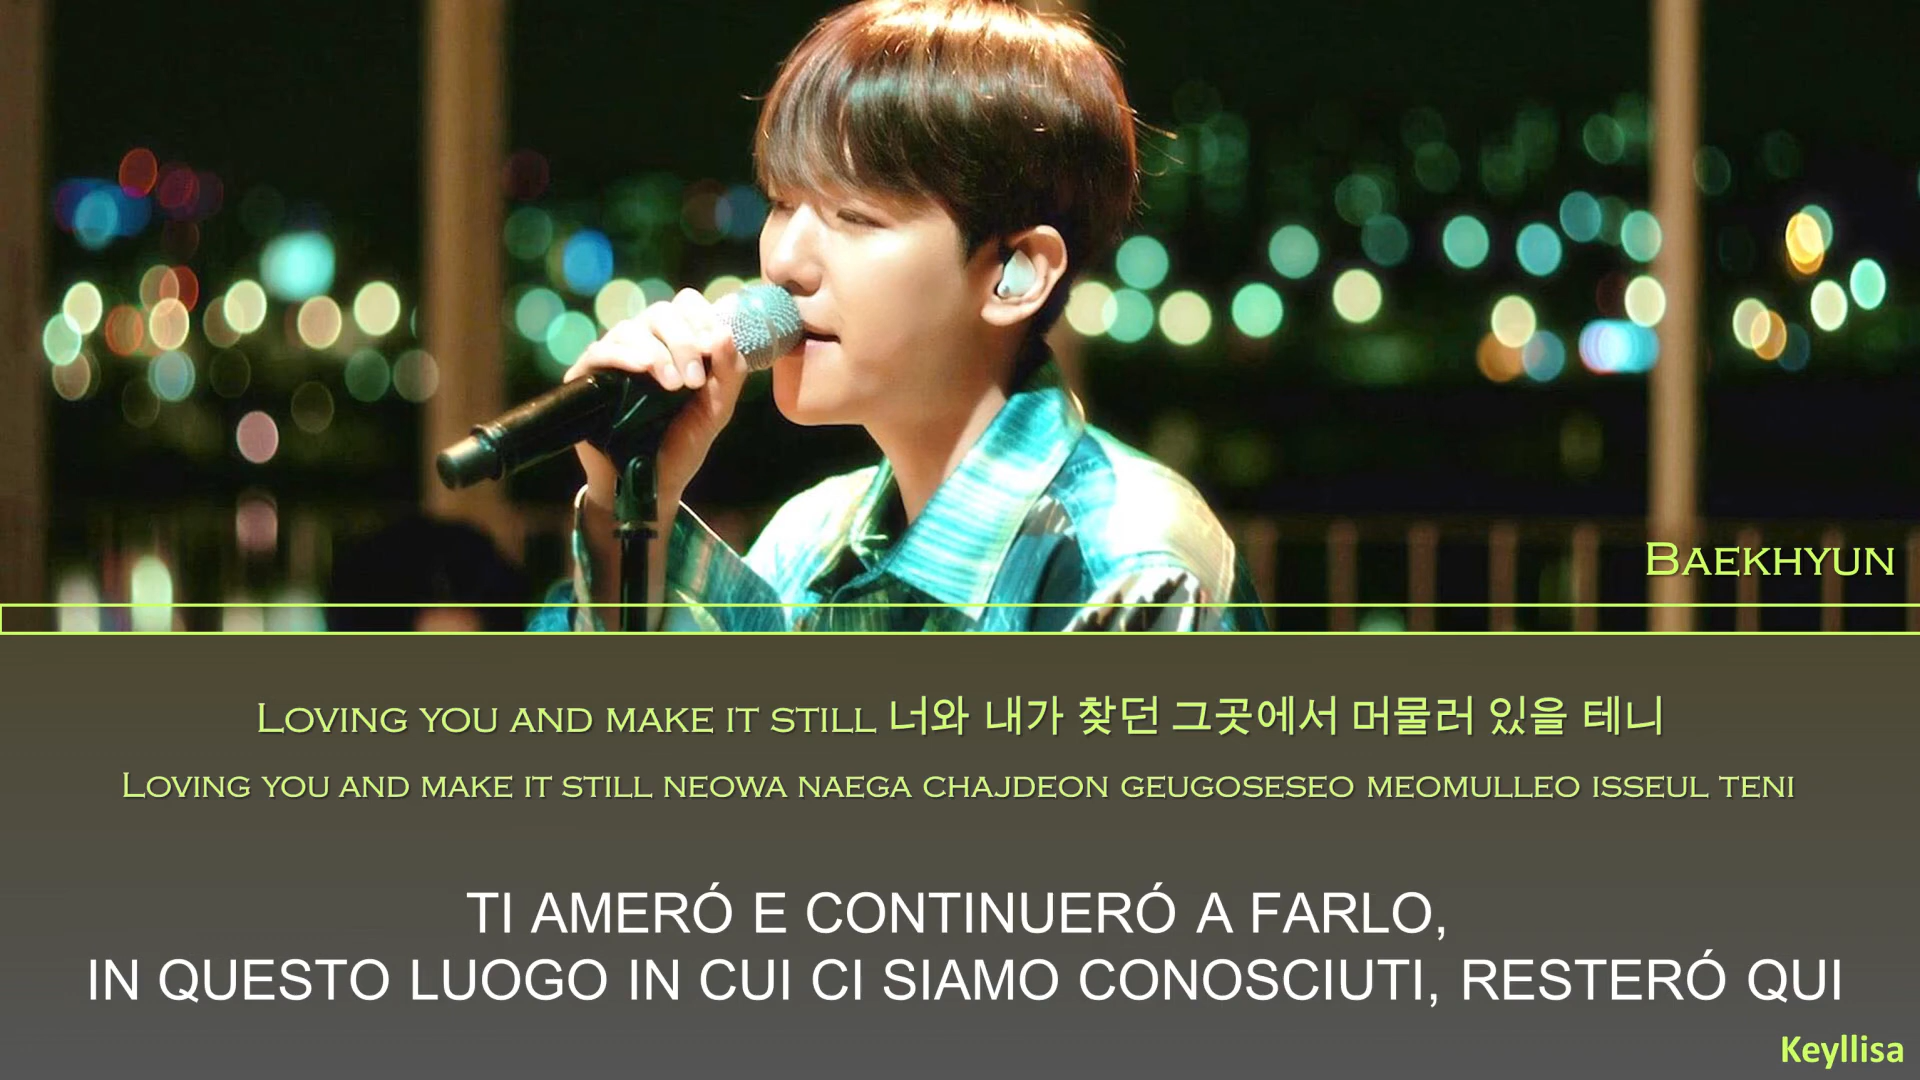 Baekhyun
Loving you and make it still 너와 내가 찾던 그곳에서 머물러 있을 테니
Loving you and make it still neowa naega chajdeon geugoseseo meomulleo isseul teni
TI AMERÓ E CONTINUERÓ A FARLO,
IN QUESTO LUOGO IN CUI CI SIAMO CONOSCIUTI, RESTERÓ QUI
Keyllisa